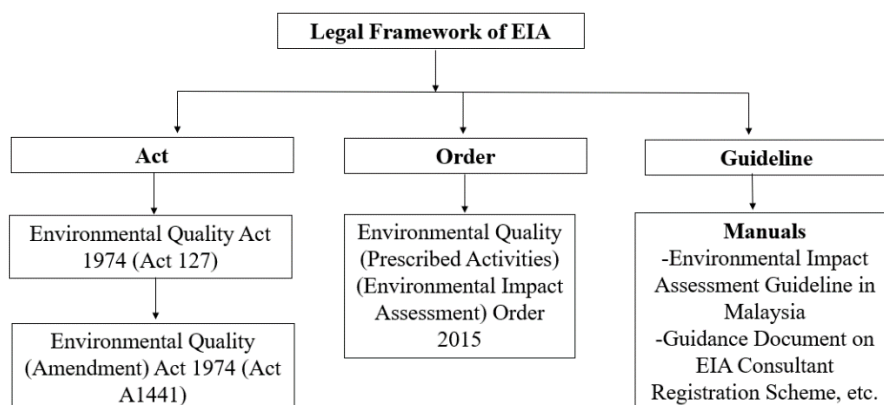 Legal Framework of EIA
Act
Order
Guideline
Environmental Quality Act
1974 (Act 127)
Environmental Quality
(Amendment) Act 1974 (Act
A1441)
Environmental Quality
(Prescribed Activities)
(Environmental Impact
Assessment) Order
2015
Manuals
-Environmental Impact
Assessment Guideline in
Malaysia
-Guidance Document on
EIA Consultant
Registration Scheme, etc.